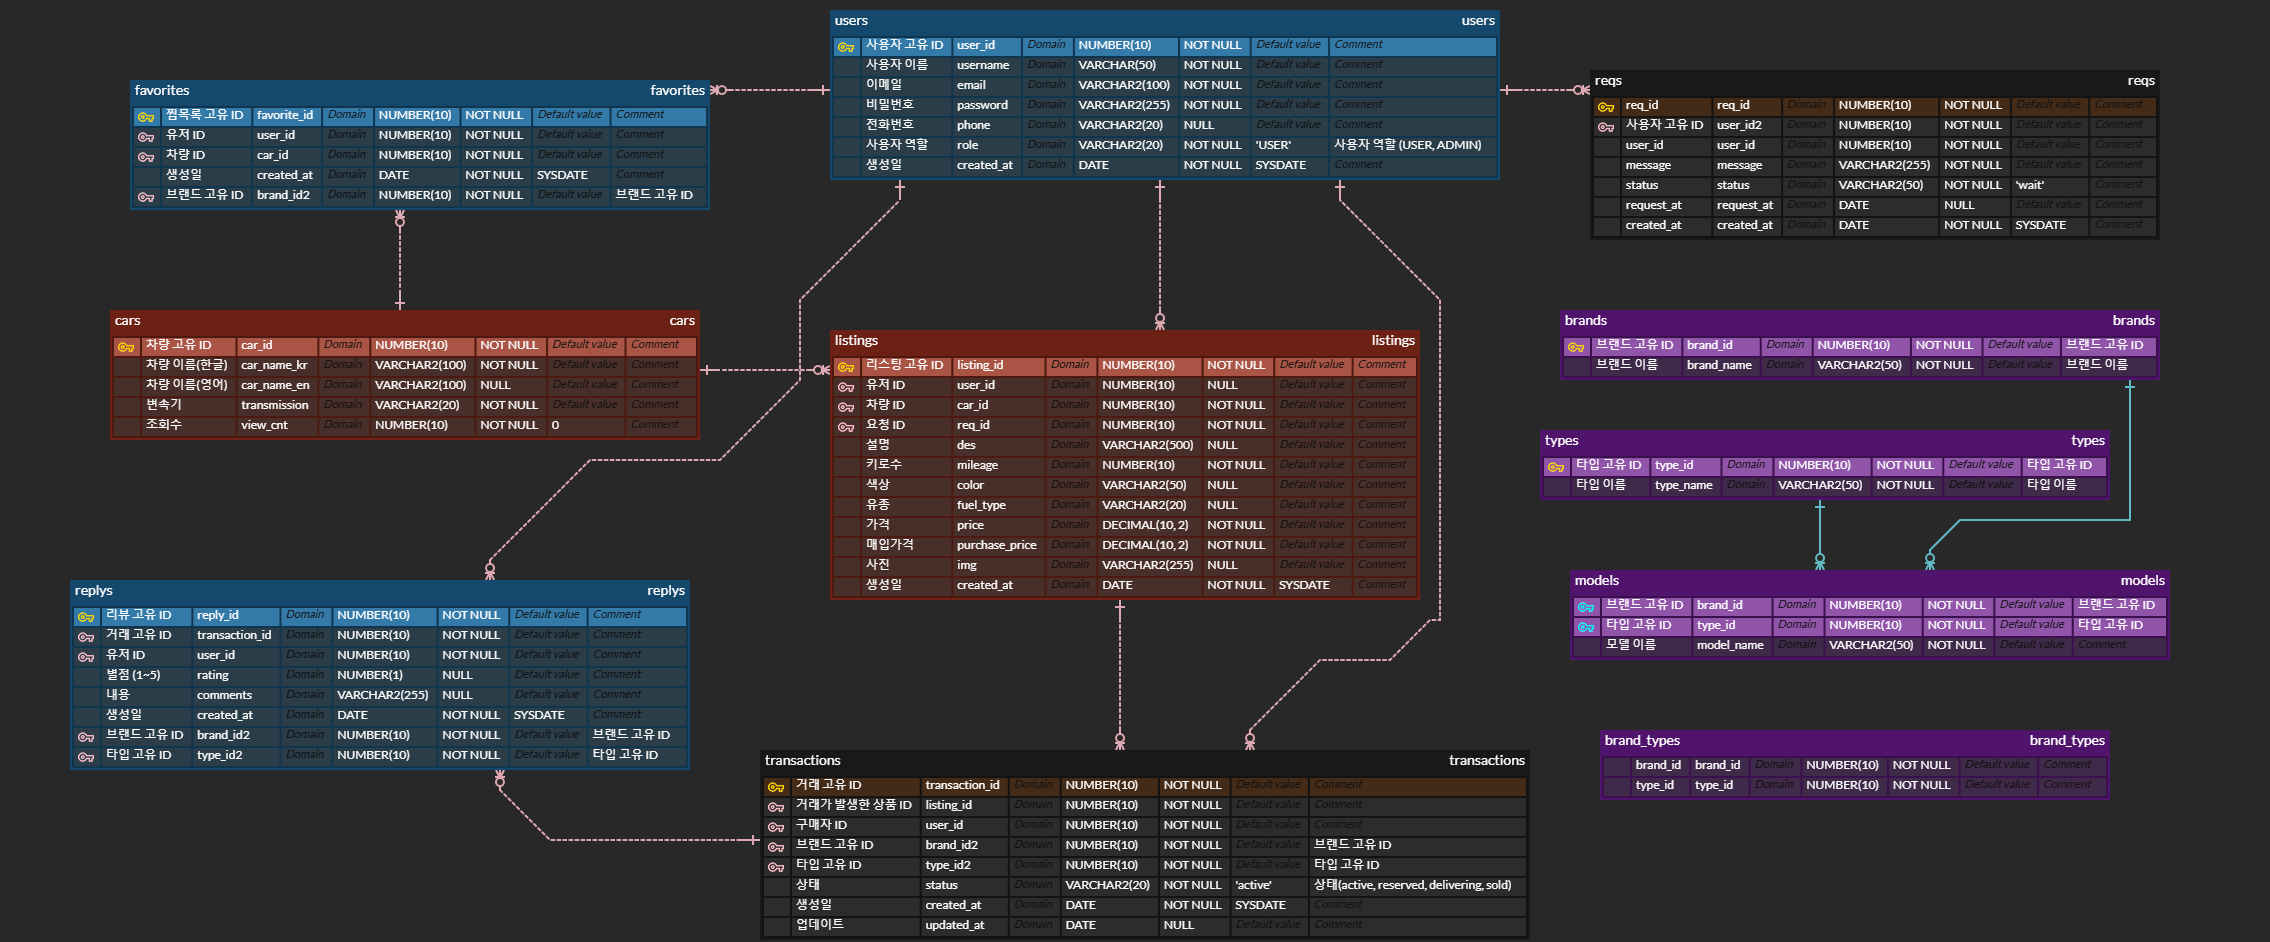 users users
사용자 고유 ID user_id Domain NUMBER(10) NOT NULL Default value Comment
사용자 이름 username Domain VARCHAR(50) NOT NULL Default value Comment
이메일 email Domain VARCHAR2(100) NOT NULL Default value Comment
비밀번호 password Domain VARCHAR2(255) NOT NULL Default value Comment
전화번호 phone Domain VARCHAR2(20) NULL Default value Comment
사용자 역할 role Domain VARCHAR2(20) NOT NULL 'USER' 사용자 역할 (USER, ADMIN)
생성일 created_at Domain DATE NOT NULL SYSDATE Comment
favorites favorites
찜목록 고유 ID favorite_id Domain NUMBER(10) NOT NULL Default value Comment
유저 ID user_id Domain NUMBER(10) NOT NULL Default value Comment
차량 ID car_id Domain NUMBER(10) NOT NULL Default value Comment
생성일 created_at Domain DATE NOT NULL SYSDATE Comment
브랜드 고유 ID brand_id2 Domain NUMBER(10) NOT NULL Default value 브랜드 고유 ID
reqs reqs
req_id req_id Domain NUMBER(10) NOT NULL Default value Comment
사용자 고유 ID user_id2 Domain NUMBER(10) NOT NULL Default value Comment
user_id user_id Domain NUMBER(10) NOT NULL Default value Comment
message message Domain VARCHAR2(255) NOT NULL Default value Comment
status status Domain VARCHAR2(50) NOT NULL 'wait' Comment
request_at request_at Domain DATE NULL Default value Comment
created_at created_at Domain DATE NOT NULL SYSDATE Comment
cars cars
차량 고유 ID car_id Domain NUMBER(10) NOT NULL Default value Comment
차량 이름(한글) car_name_kr Domain VARCHAR2(100) NOT NULL Default value Comment
차량 이름(영어) car_name_en Domain VARCHAR2(100) NULL Default value Comment
변속기 transmission Domain VARCHAR2(20) NOT NULL Default value Comment
조회수 view_cnt Domain NUMBER(10) NOT NULL 0 Comment
listings listings
리스팅 고유 ID listing_id Domain NUMBER(10) NOT NULL Default value Comment
유저 ID user_id Domain NUMBER(10) NULL Default value Comment
차량 ID car_id Domain NUMBER(10) NOT NULL Default value Comment
요청 ID req_id Domain NUMBER(10) NOT NULL Default value Comment
설명 des Domain VARCHAR2(500) NULL Default value Comment
키로수 mileage Domain NUMBER(10) NOT NULL Default value Comment
색상 color Domain VARCHAR2(50) NULL Default value Comment
유종 fuel_type Domain VARCHAR2(20) NULL Default value Comment
가격 price Domain DECIMAL(10, 2) NOT NULL Default value Comment
매입가격 purchase_price Domain DECIMAL(10, 2) NOT NULL Default value Comment
사진 img Domain VARCHAR2(255) NULL Default value Comment
생성일 created_at Domain DATE NOT NULL SYSDATE Comment
brands brands
브랜드 고유 ID brand_id Domain NUMBER(10) NOT NULL Default value 브랜드 고유 ID
브랜드 이름 brand_name Domain VARCHAR2(50) NOT NULL Default value 브랜드 이름
types types
타입 고유 ID type_id Domain NUMBER(10) NOT NULL Default value 타입 고유 ID
타입 이름 type_name Domain VARCHAR2(50) NOT NULL Default value 타입 이름
models models
브랜드 고유 ID brand_id Domain NUMBER(10) NOT NULL Default value 브랜드 고유 ID
타입 고유 ID type_id Domain NUMBER(10) NOT NULL Default value 타입 고유 ID
모델 이름 model_name Domain VARCHAR2(50) NOT NULL Default value Comment
replys replys
리뷰 고유 ID reply_id Domain NUMBER(10) NOT NULL Default value Comment
거래 고유 ID transaction_id Domain NUMBER(10) NOT NULL Default value Comment
유저 ID user_id Domain NUMBER(10) NOT NULL Default value Comment
별점 (1~5) rating Domain NUMBER(1) NULL Default value Comment
내용 comments Domain VARCHAR2(255) NULL Default value Comment
생성일 created_at Domain DATE NOT NULL SYSDATE Comment
브랜드 고유 ID brand_id2 Domain NUMBER(10) NOT NULL Default value 브랜드 고유 ID
타입 고유 ID type_id2 Domain NUMBER(10) NOT NULL Default value 타입 고유 ID
brand_types brand_types
brand_id brand_id Domain NUMBER(10) NOT NULL Default value Comment
type_id type_id Domain NUMBER(10) NOT NULL Default value Comment
transactions transactions
거래 고유 ID transaction_id Domain NUMBER(10) NOT NULL Default value Comment
거래가 발생한 상품 ID listing_id Domain NUMBER(10) NOT NULL Default value Comment
구매자 ID user_id Domain NUMBER(10) NOT NULL Default value Comment
브랜드 고유 ID brand_id2 Domain NUMBER(10) NOT NULL Default value 브랜드 고유 ID
타입 고유 ID type_id2 Domain NUMBER(10) NOT NULL Default value 타입 고유 ID
상태 status Domain VARCHAR2(20) NOT NULL 'active' 상태(active, reserved, delivering, sold)
생성일 created_at Domain DATE NOT NULL SYSDATE Comment
업데이트 updated_at Domain DATE NULL Default value Comment